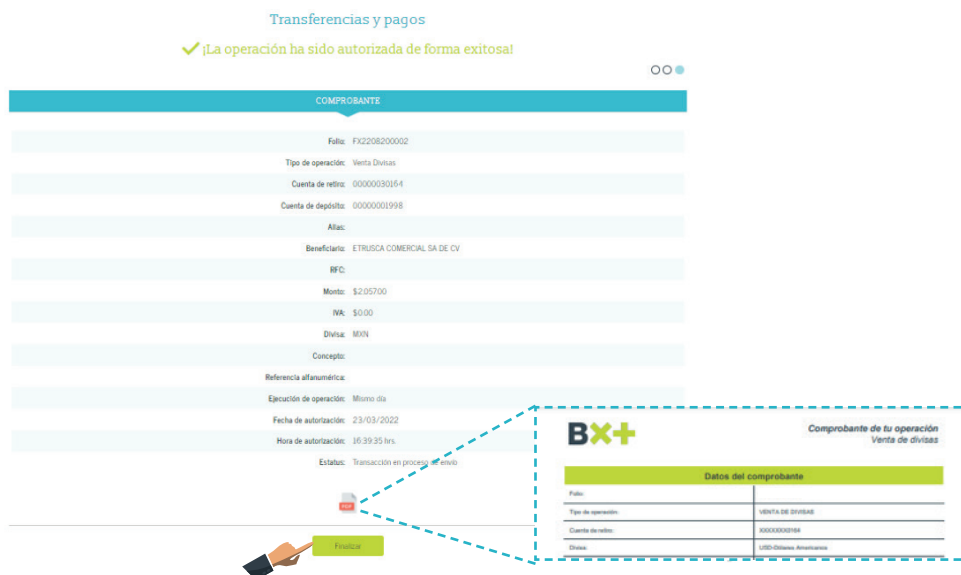 Transferencias y pagos
¡La operación ha sido autorizada de forma exitosa!
COMPROBANTE
Folio: FX2208200002
Tipo de operación: Venta Divisas
Cuenta de retiro: 00000030164
Cuenta de depósito: 00000001998
Alias:
Beneficiario: ETRUSCA COMERCIAL SA DE CV
RFC:
Monto: $2,057.00
IVA: $0.00
Divisa: MXN
Concepto:
Referencia alfanumérica:
Ejecución de operación: Mismo día
Fecha de autorización: 23/03/2022
Hora de autorización: 16:39:35 hrs.
Estatus: Transacción en proceso de envío
PDF
Finalizar
BX+
Comprobante de tu operación
Venta de divisas
Datos del comprobante
Folio:
Tipo de operación: VENTA DE DIVISAS
Cuenta de retiro: XXXXXXX0164
Divisa: USD-Dólares Americanos